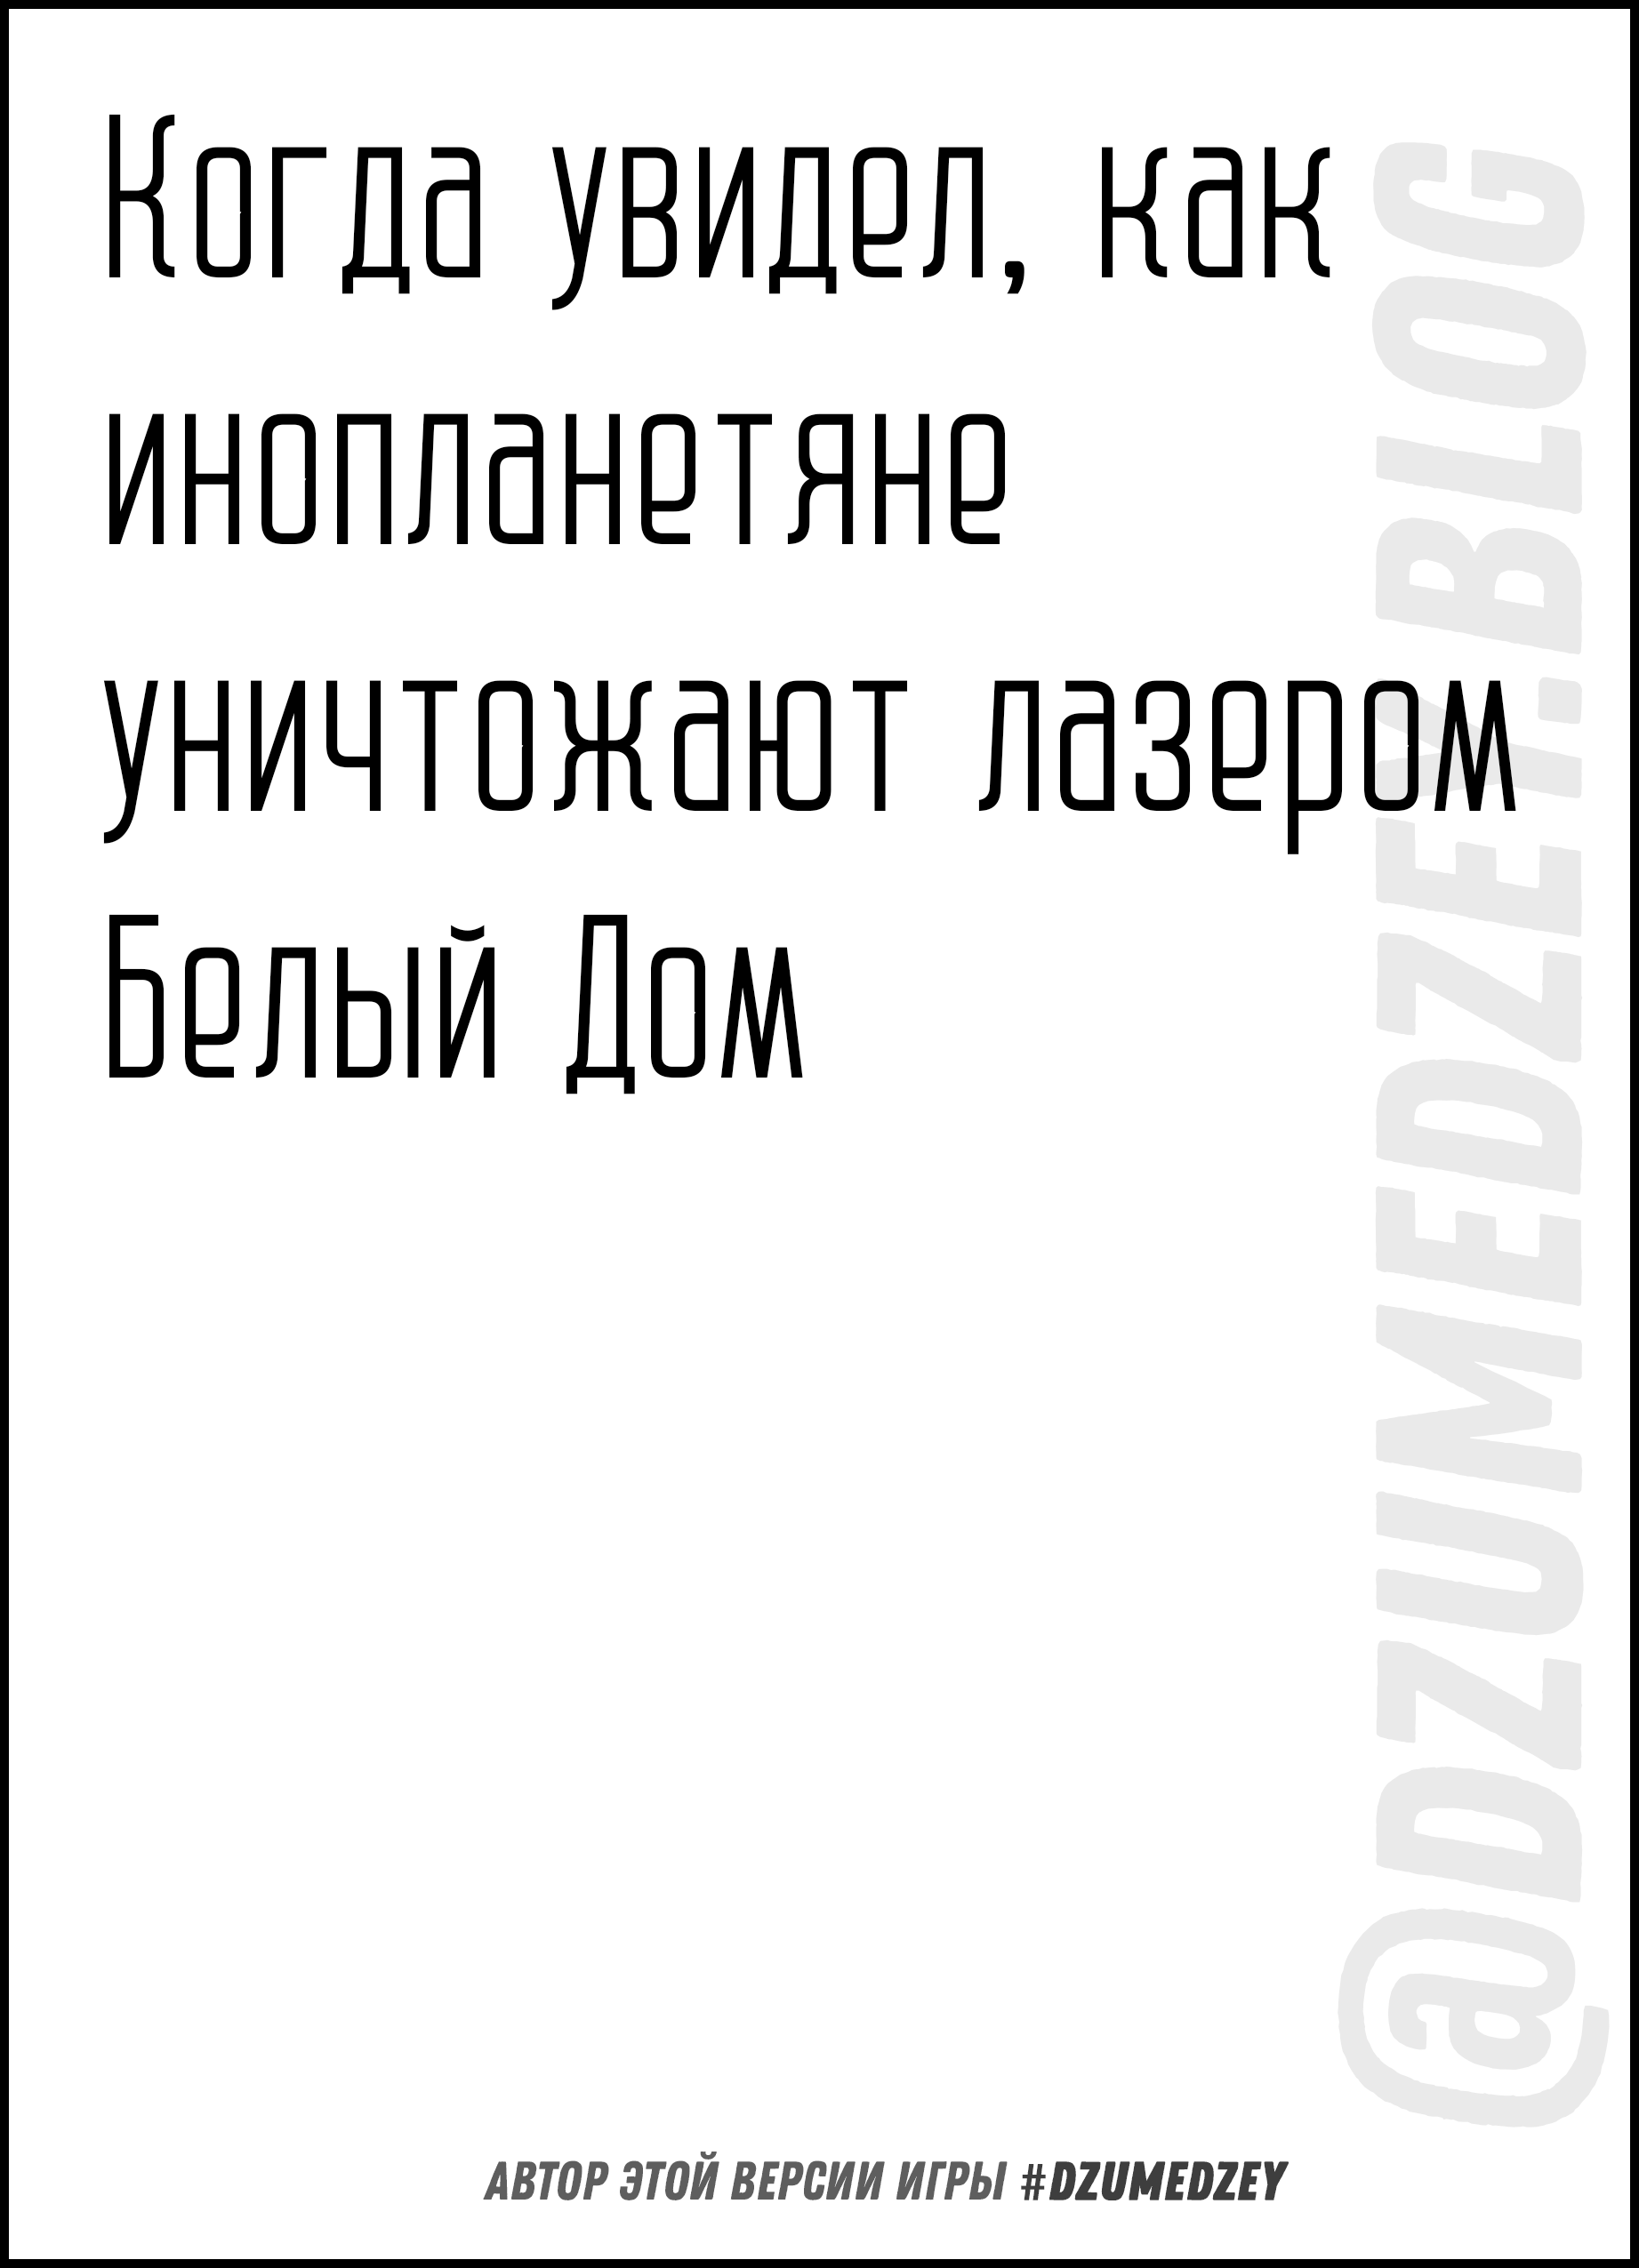 Когда увидел, как
инопланетяне
уничтожают лазером
Белый Дом
@DZUMEDZEY.BLOG
АВТОР ЭТОЙ ВЕРСИИ ИГРЫ #DZUMEDZEY